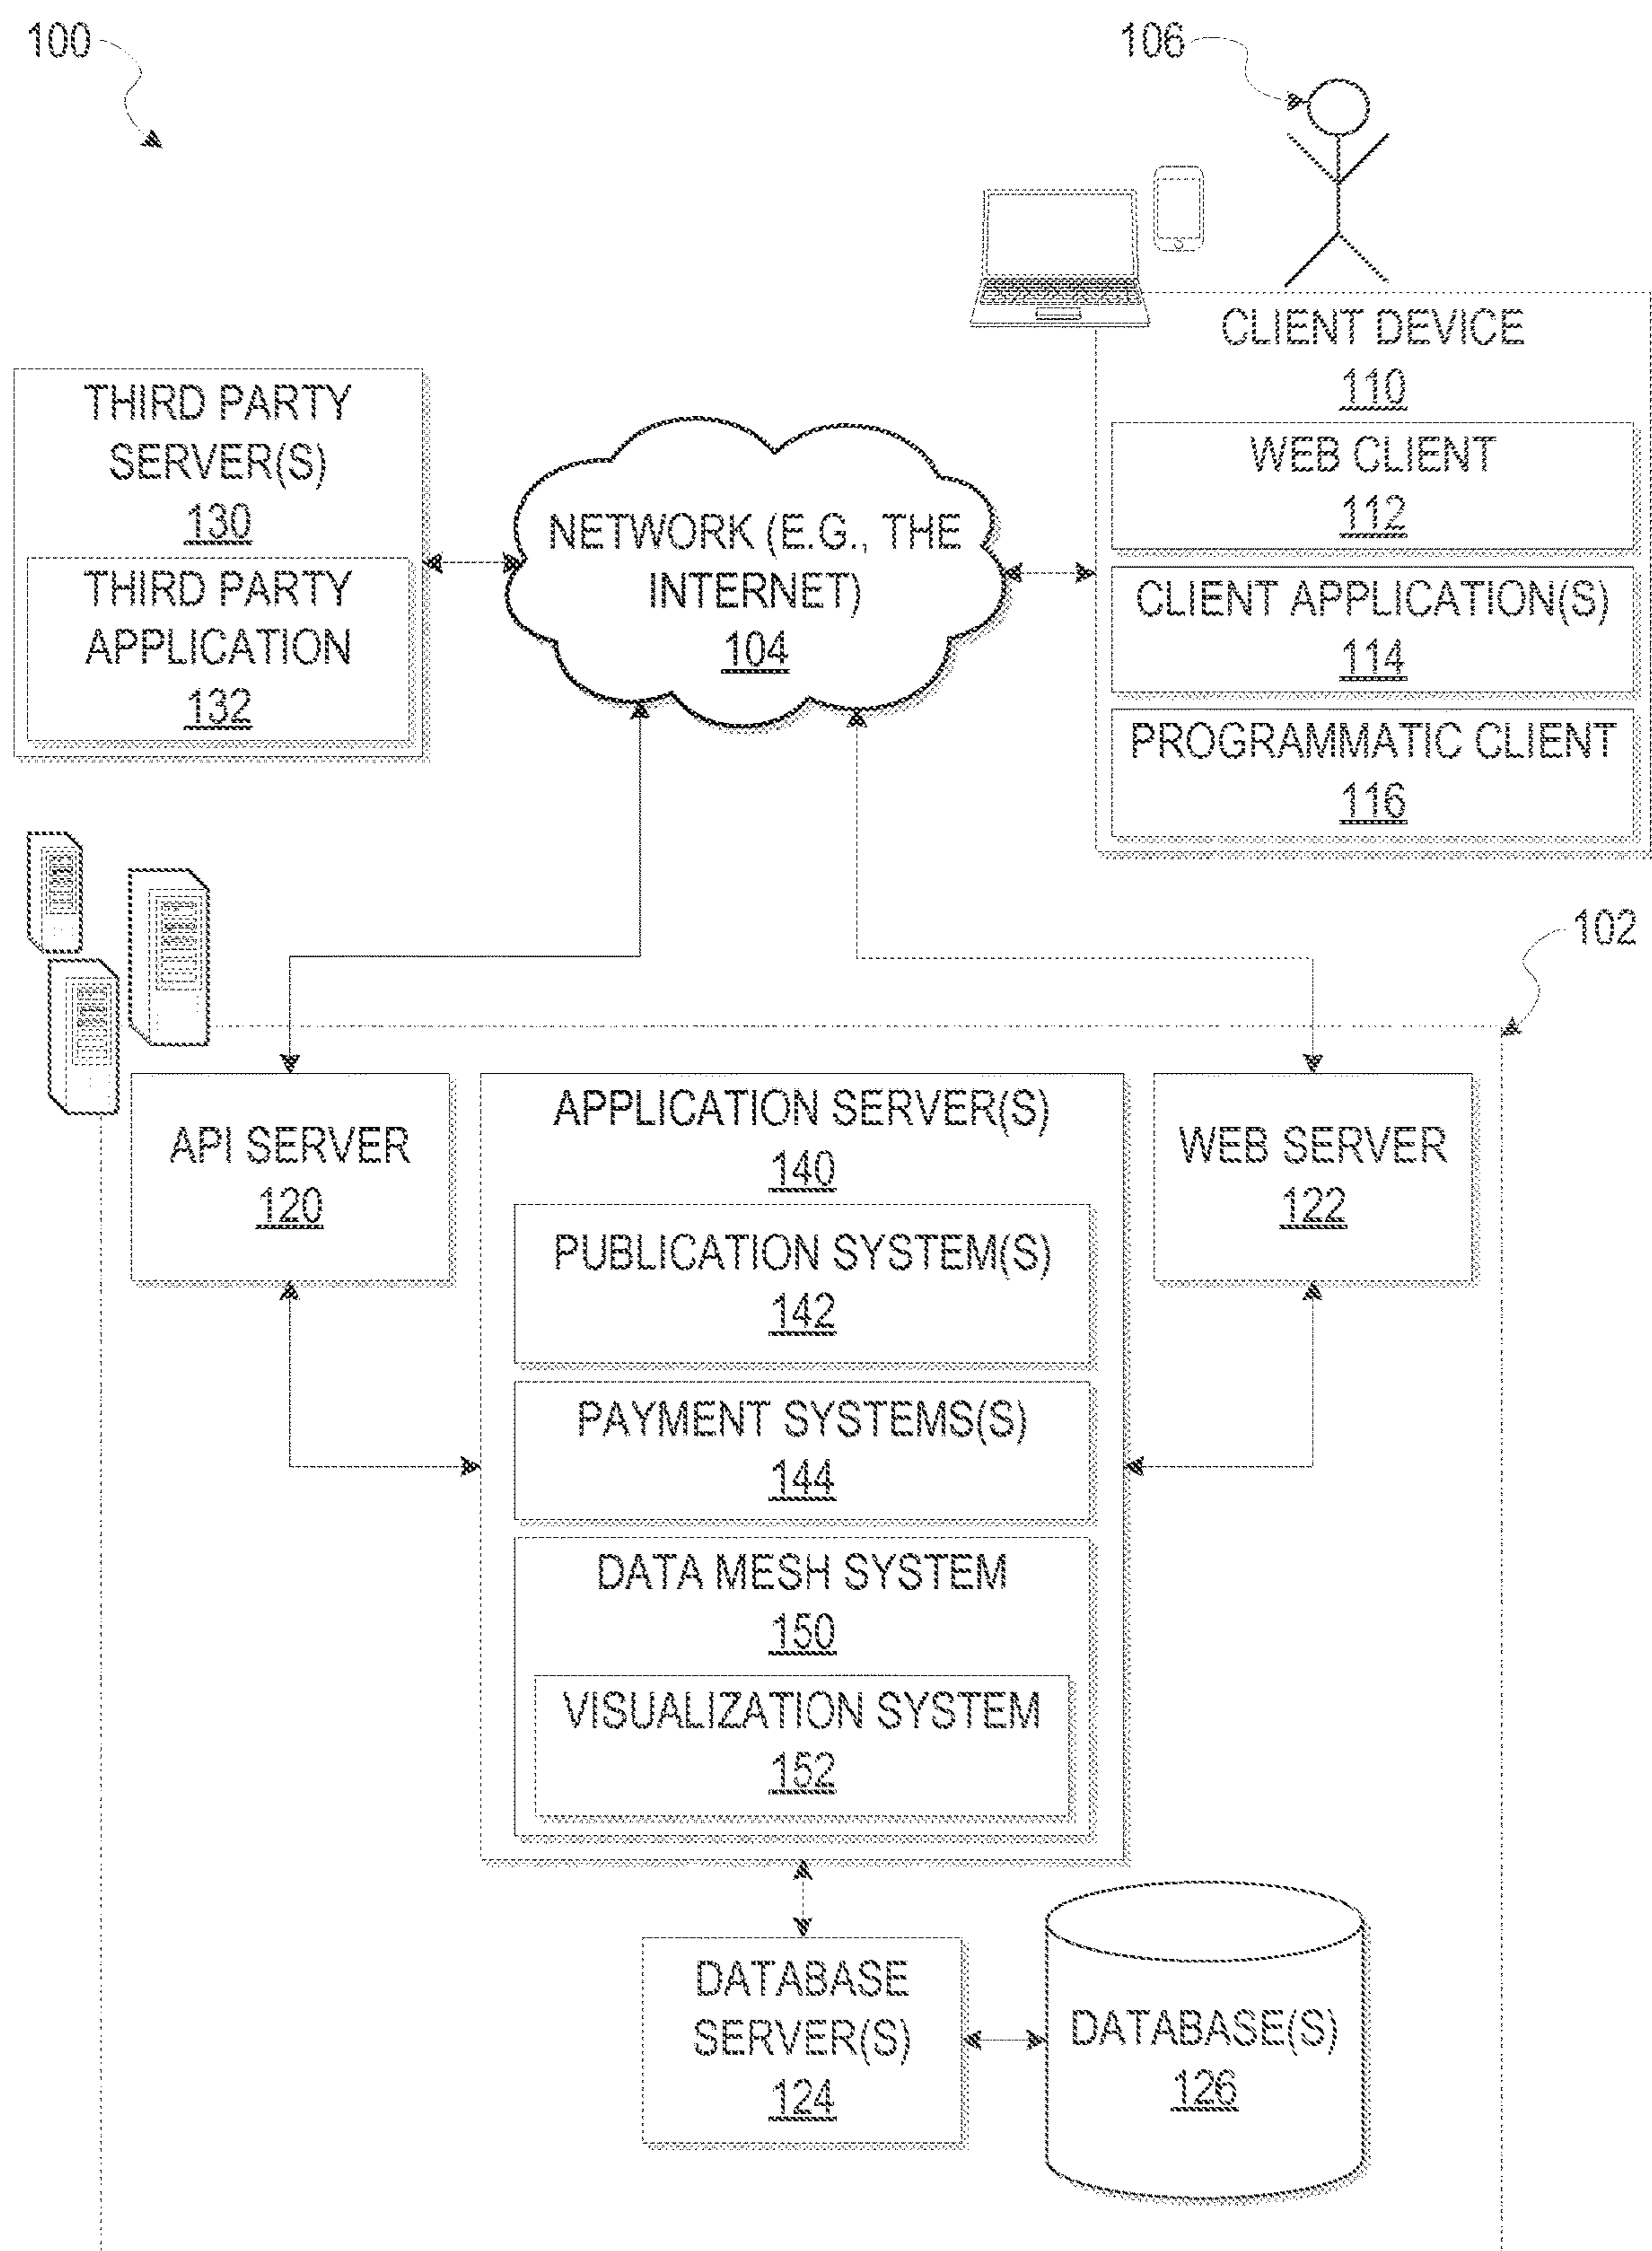 100
106
CLIENT DEVICE
110
WEB CLIENT
112
CLIENT APPLICATION(S)
114
PROGRAMMATIC CLIENT
116
THIRD PARTY
SERVER(S)
130
THIRD PARTY
APPLICATION
132
NETWORK (E.G., THE
INTERNET)
104
102
API SERVER
120
APPLICATION SERVER(S)
140
PUBLICATION SYSTEM(S)
142
PAYMENT SYSTEMS(S)
144
DATA MESH SYSTEM
150
VISUALIZATION SYSTEM
152
WEB SERVER
122
DATABASE
SERVER(S)
124
DATABASE(S)
126